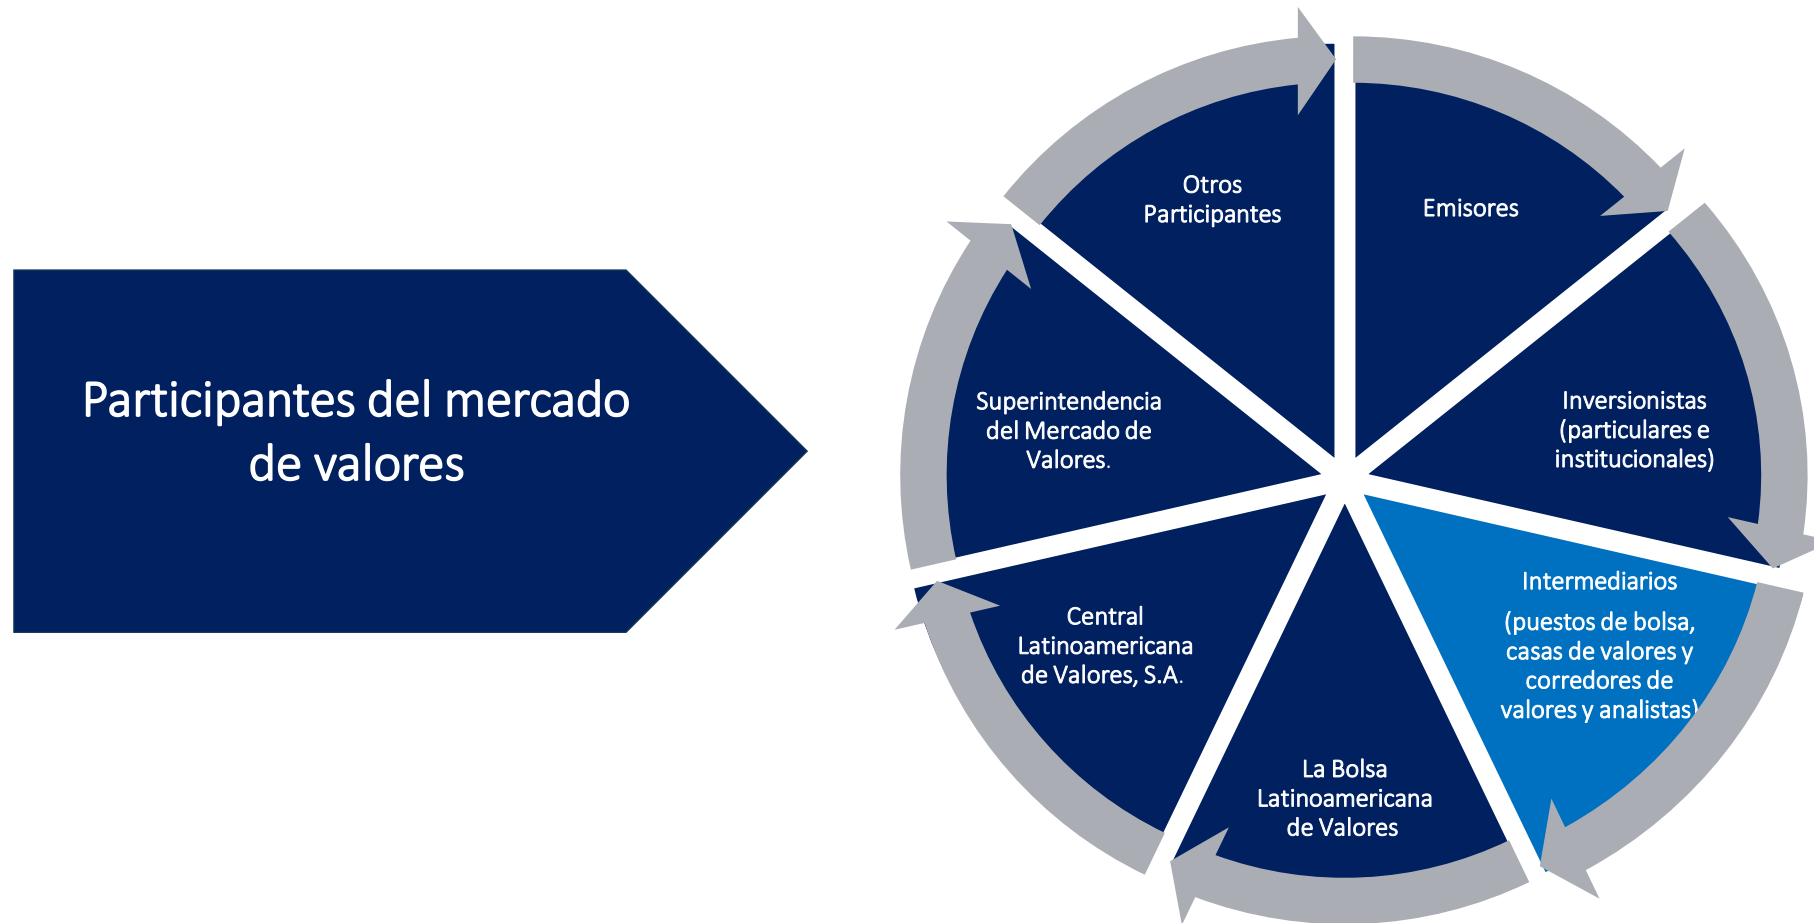 Participantes del mercado
de valores
Otros
Participantes
Emisores
Inversionistas
(particulares e
institucionales)
Intermediarios
(puestos de bolsa,
casas de valores y
corredores de
valores y analistas)
La Bolsa
Latinoamericana
de Valores
Central
Latinoamericana
de Valores, S.A.
Superintendencia
del Mercado de
Valores.